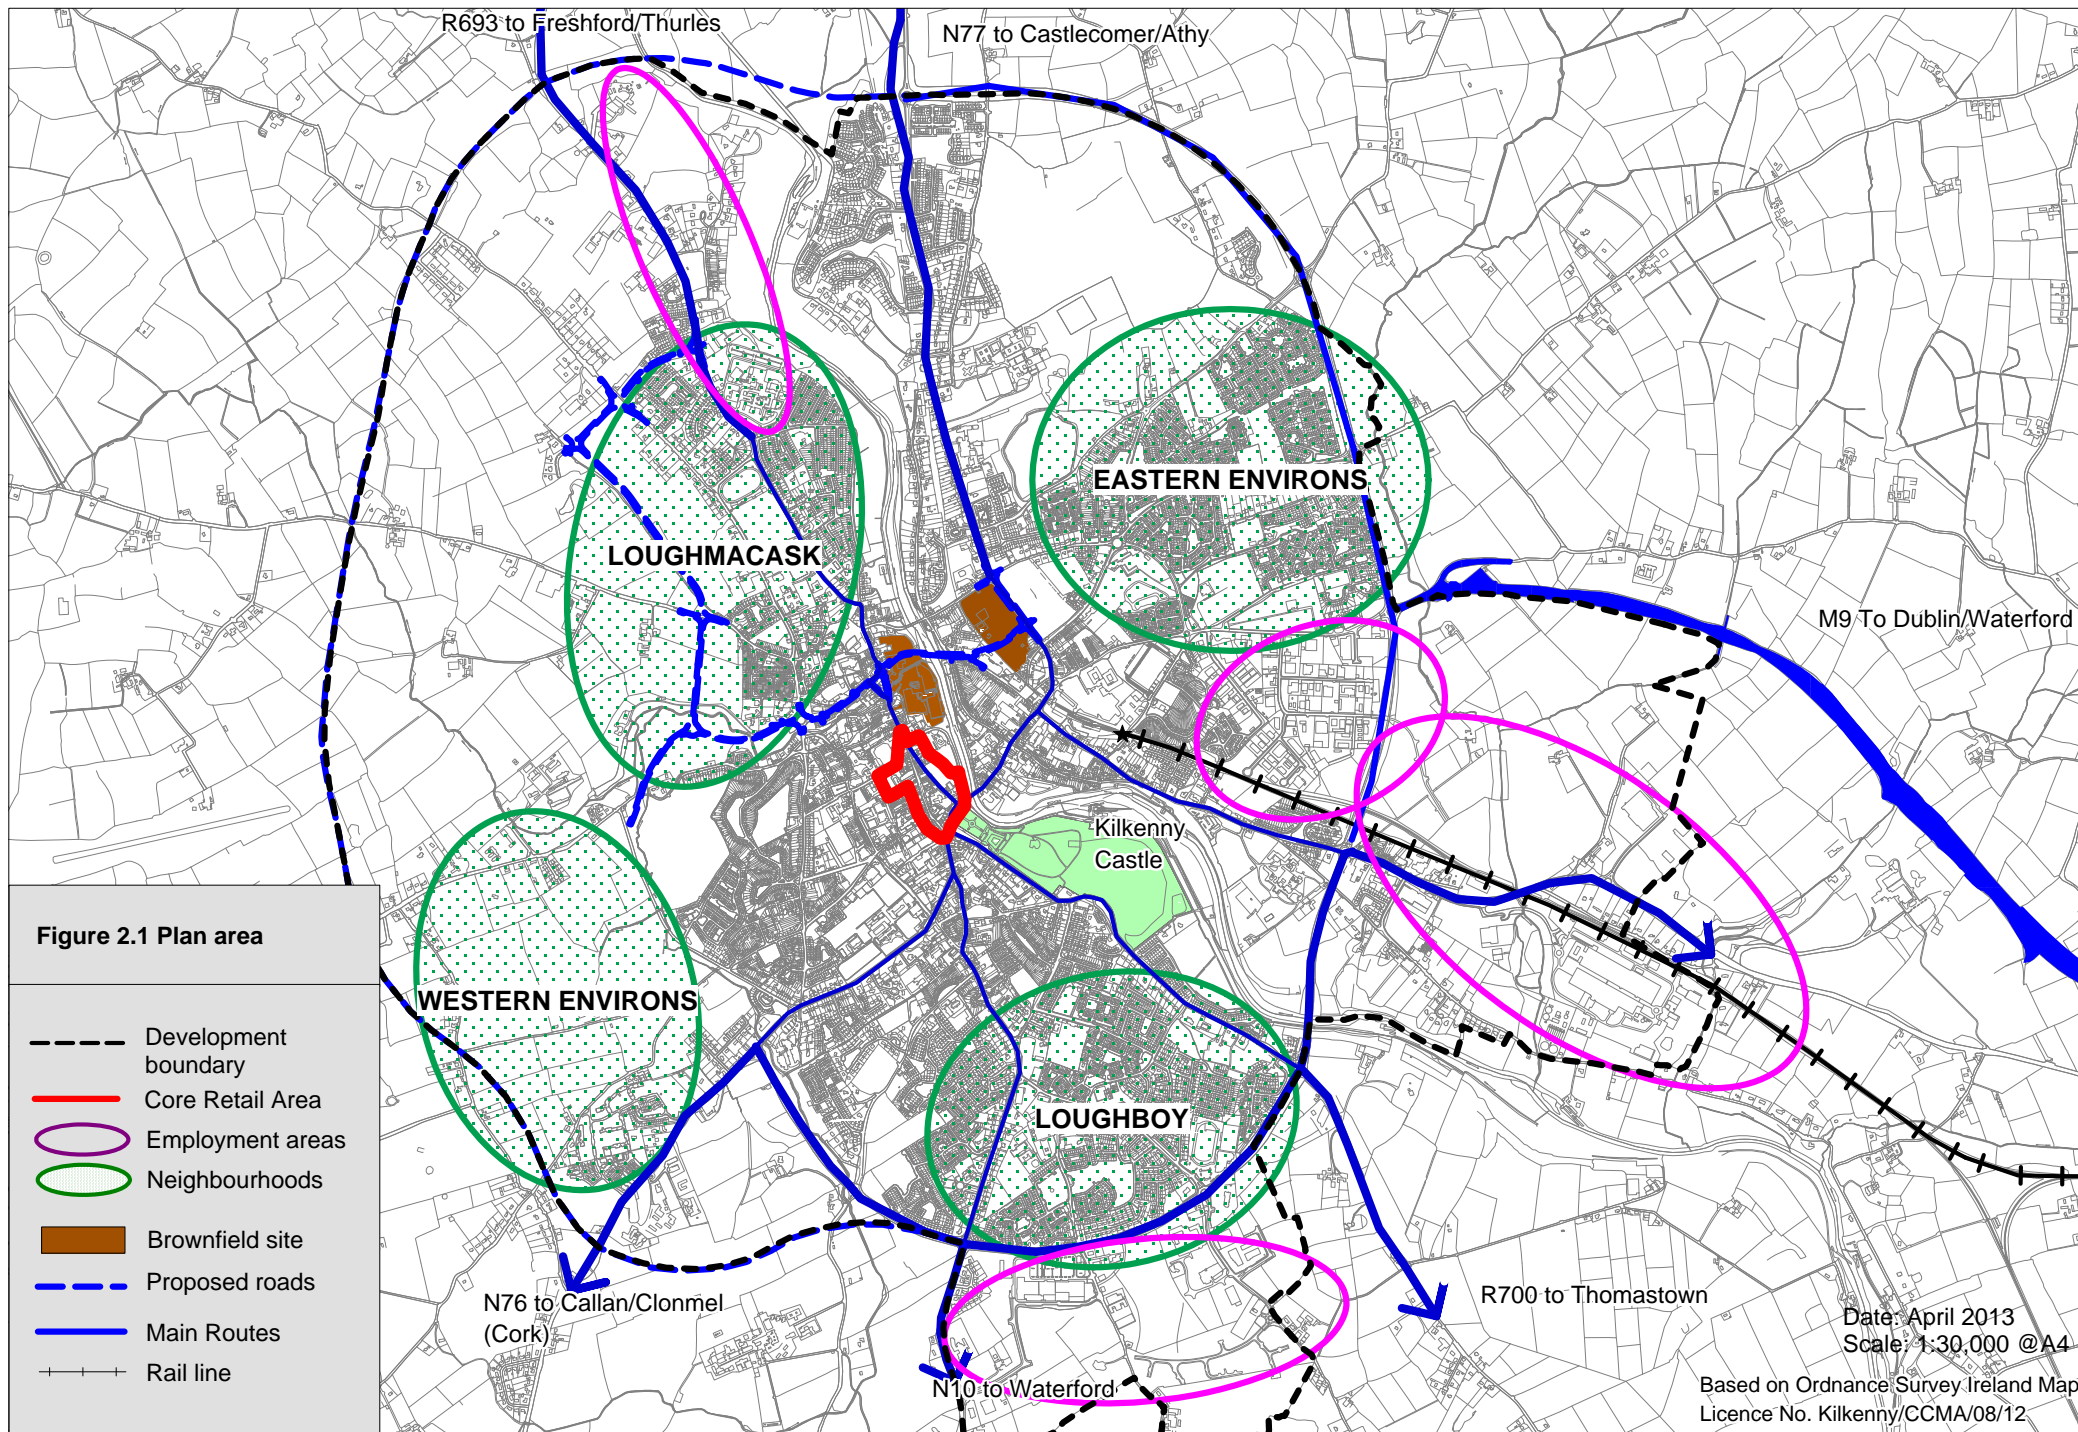 R693 to Freshford/Thurles
N77 to Castlecomer/Athy
EASTERN ENVIRONS
LOUGHMACASK
M9 To Dublin/Waterford
Kilkenny
Castle
Figure 2.1 Plan area
WESTERN ENVIRONS
Development
boundary
Core Retail Area
Employment areas
Neighbourhoods
Brownfield site
Proposed roads
Main Routes
Rail line
LOUGHBOY
N76 to Callan/Clonmel
(Cork)
R700 to Thomastown
N10 to Waterford
Date: April 2013
Scale: 1:30,000 @A4
Based on Ordnance Survey Ireland Map
Licence No. Kilkenny/CCMA/08/12